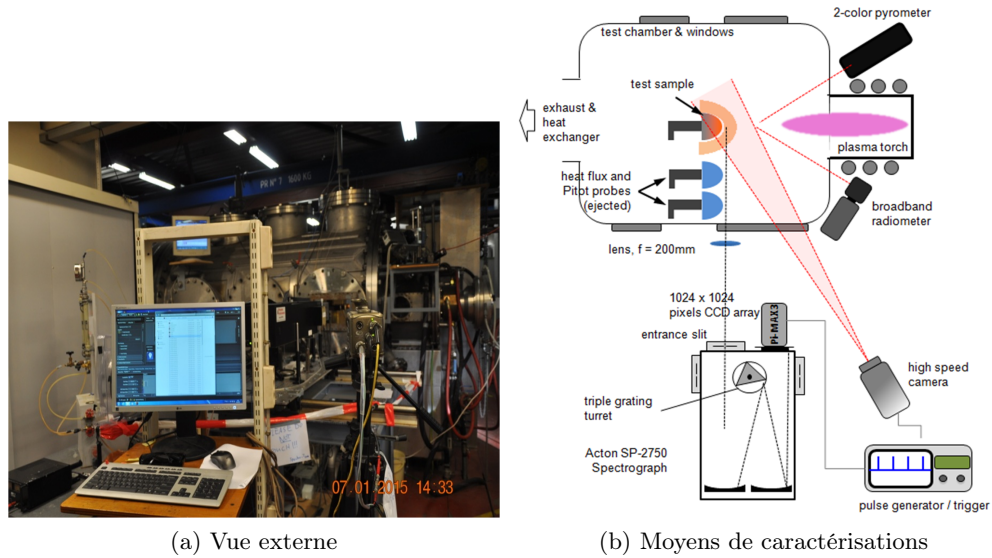 PR N° 7
07.01.2015 14:33
(a) Vue externe
2-color pyrometer
test chamber & windows
test sample
exhaust &
heat
exchanger
plasma torch
heat flux and
Pitot probes
(ejected)
broadband
radiometer
lens, f = 200mm
1024 x 1024
pixels CCD array
Pi-MAX3
entrance slit
high speed
camera
triple grating
turret
Acton SP-2750
Spectrograph
pulse generator / trigger
(b) Moyens de caractérisations